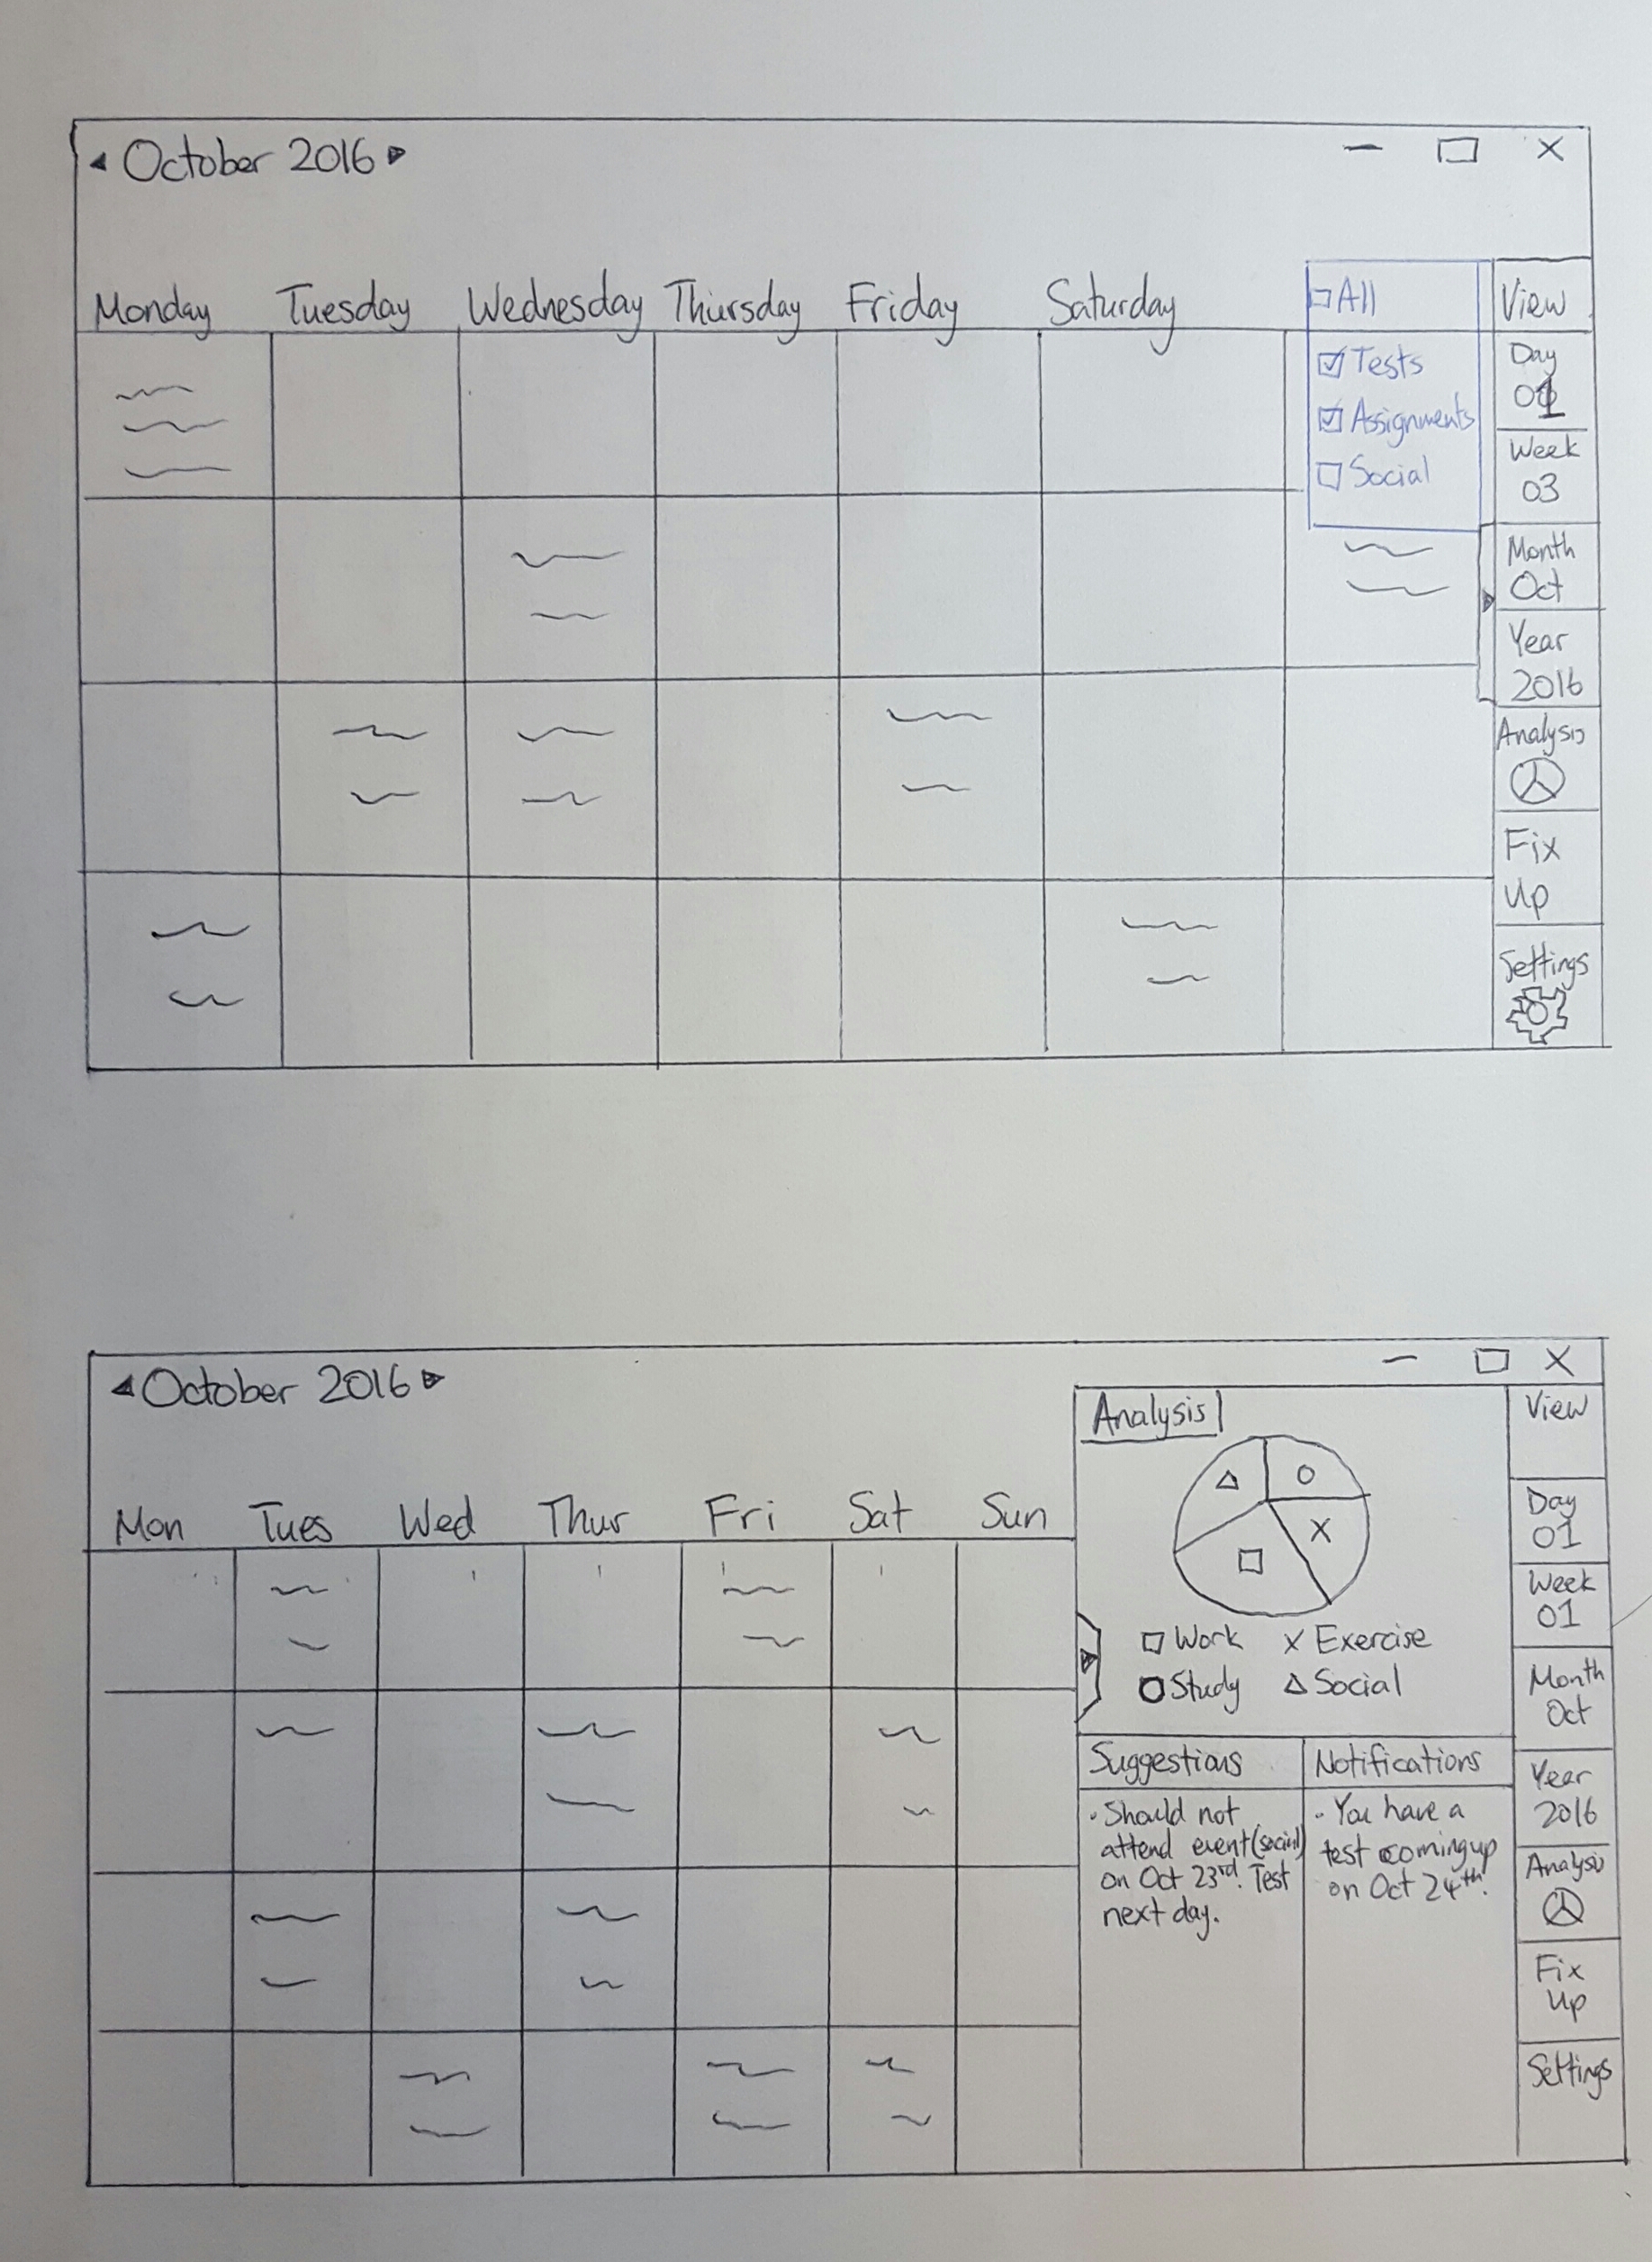 October 2016
Monday Tuesday Wednesday Thursday Friday Saturday
All
Tests
Assignments
Social
View
Day
01
Week
03
Month
Oct
Year
2016
Analysis
Fix
Up
Settings
October 2016
Mon Tues Wed Thur Fri Sat Sun
Analysis
X
Work X Exercise
Study Social
Suggestions
• Should not
attend event (social)
on Oct 23rd. Test
next day.
Notifications
• You have a
test coming up
on Oct 24th.
View
Day
01
Week
01
Month
Oct
Year
2016
Analysis
Fix
Up
Settings